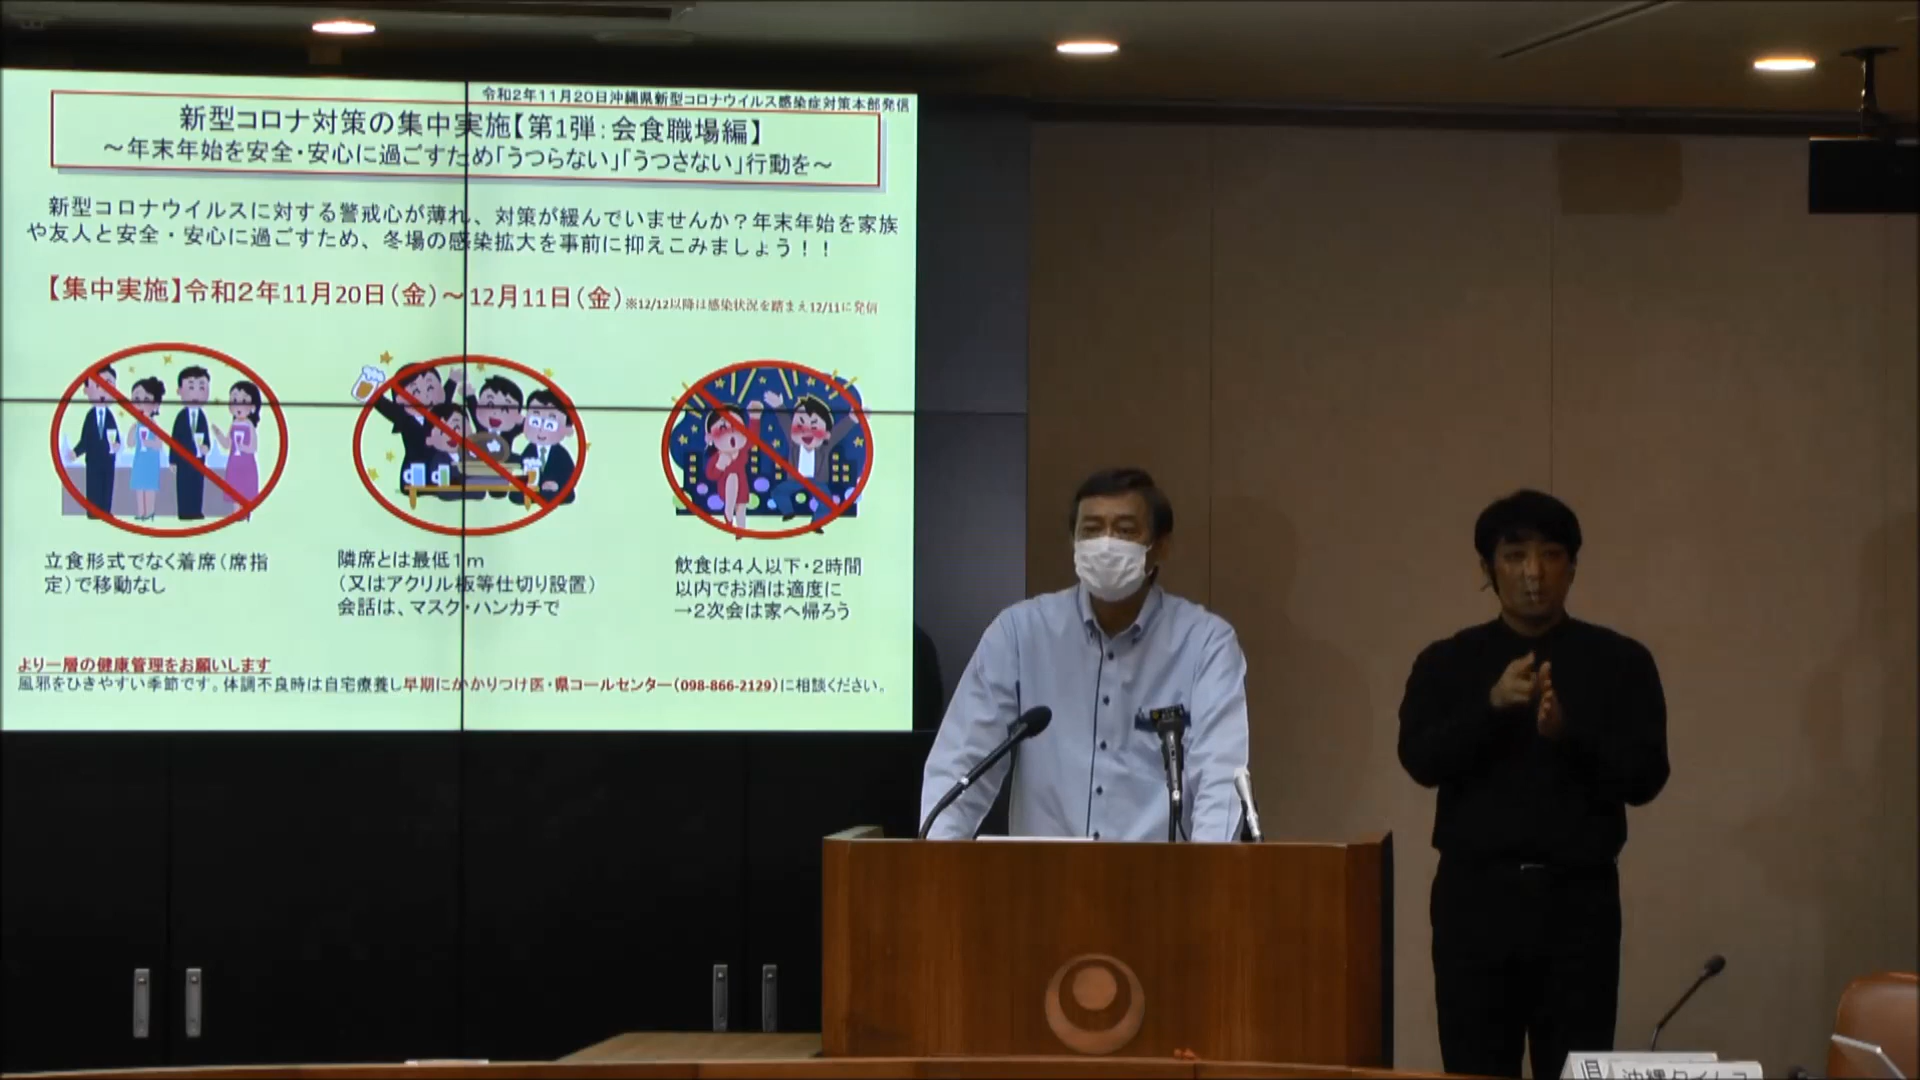 令和2年11月20日沖縄県新型コロナウイルス感染症対策本部発信
新型コロナ対策の集中実施【第1弾：会食職場編】
～年末年始を安全・安心に過ごすため「うつらない」「うつさない」行動を～
新型コロナウイルスに対する警戒心が薄れ、対策が緩んでいませんか？年末年始を家族
や友人と安全・安心に過ごすため、冬場の感染拡大を事前に抑えこみましょう！！
【集中実施】令和2年11月20日（金）～12月11日（金）※12/12以降は感染状況を踏まえ12/11に発信
立食形式でなく着席（席指
定）で移動なし
隣席とは最低1m
（又はアクリル板等仕切り設置）
会話は、マスク・ハンカチで
飲食は4人以下・2時間
以内でお酒は適度に
→2次会は家へ帰ろう
より一層の健康管理をお願いします
風邪をひきやすい季節です。体調不良時は自宅療養し早期にかかりつけ医・県コールセンター（098-866-2129）に相談ください。
沖縄タイムス